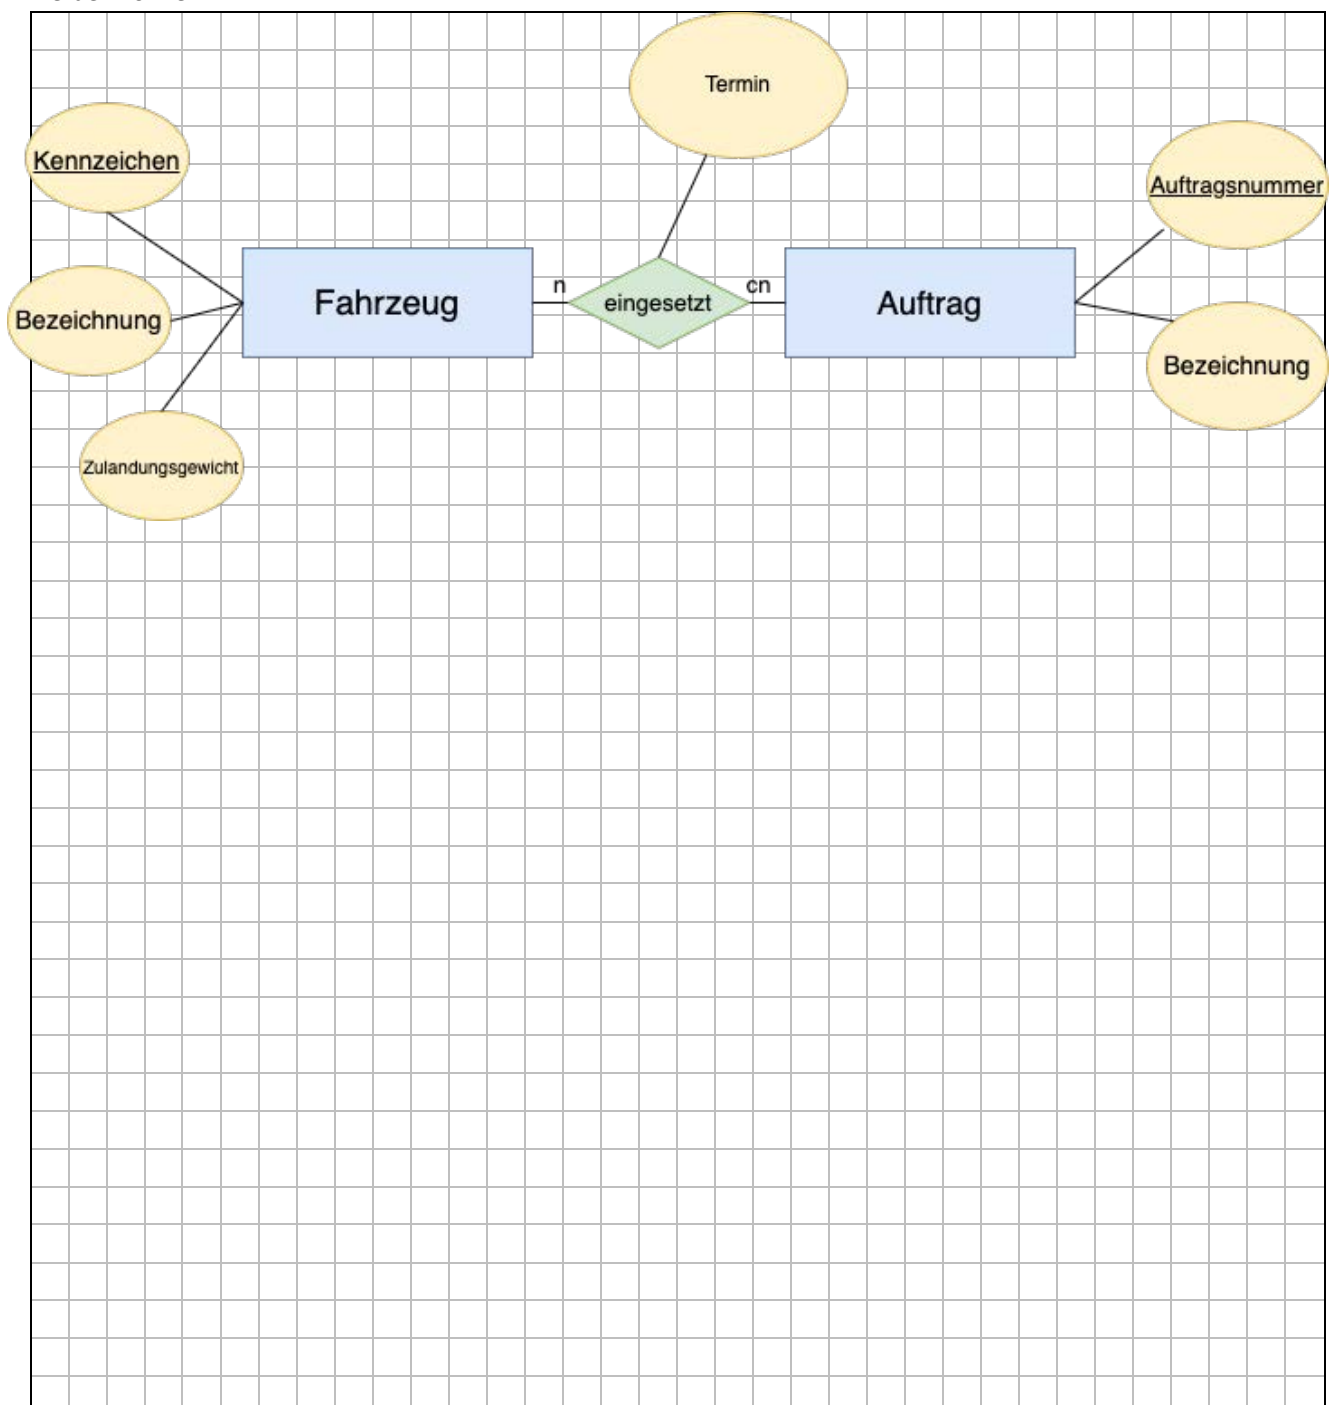 Termin
Kennzeichen
Auftragsnummer
n
cn
Fahrzeug
eingesetzt
Auftrag
Bezeichnung
Bezeichnung
Zulandungsgewicht